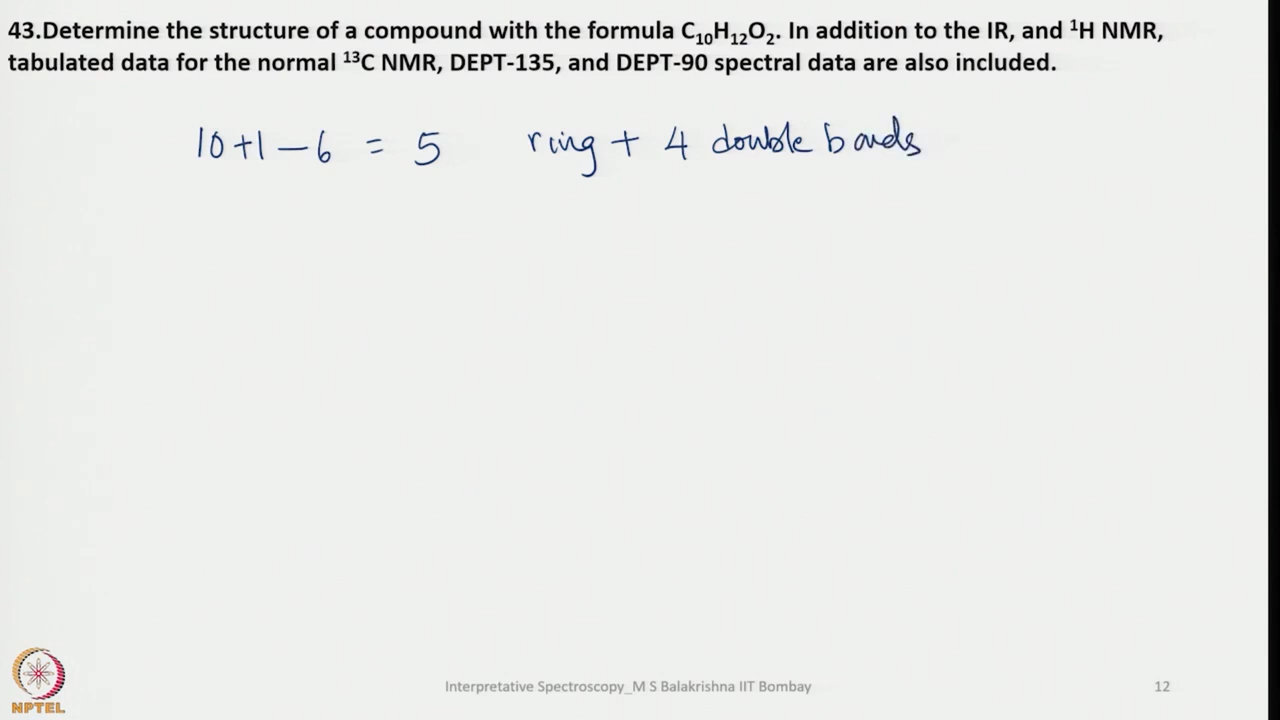 43.Determine the structure of a compound with the formula C₁₀H₁₂O₂. In addition to the IR, and ¹H NMR,
tabulated data for the normal ¹³C NMR, DEPT-135, and DEPT-90 spectral data are also included.
10+1-6 = 5 ring + 4 double bonds
NPTEL
Interpretative Spectroscopy_M S Balakrishna IIT Bombay
12